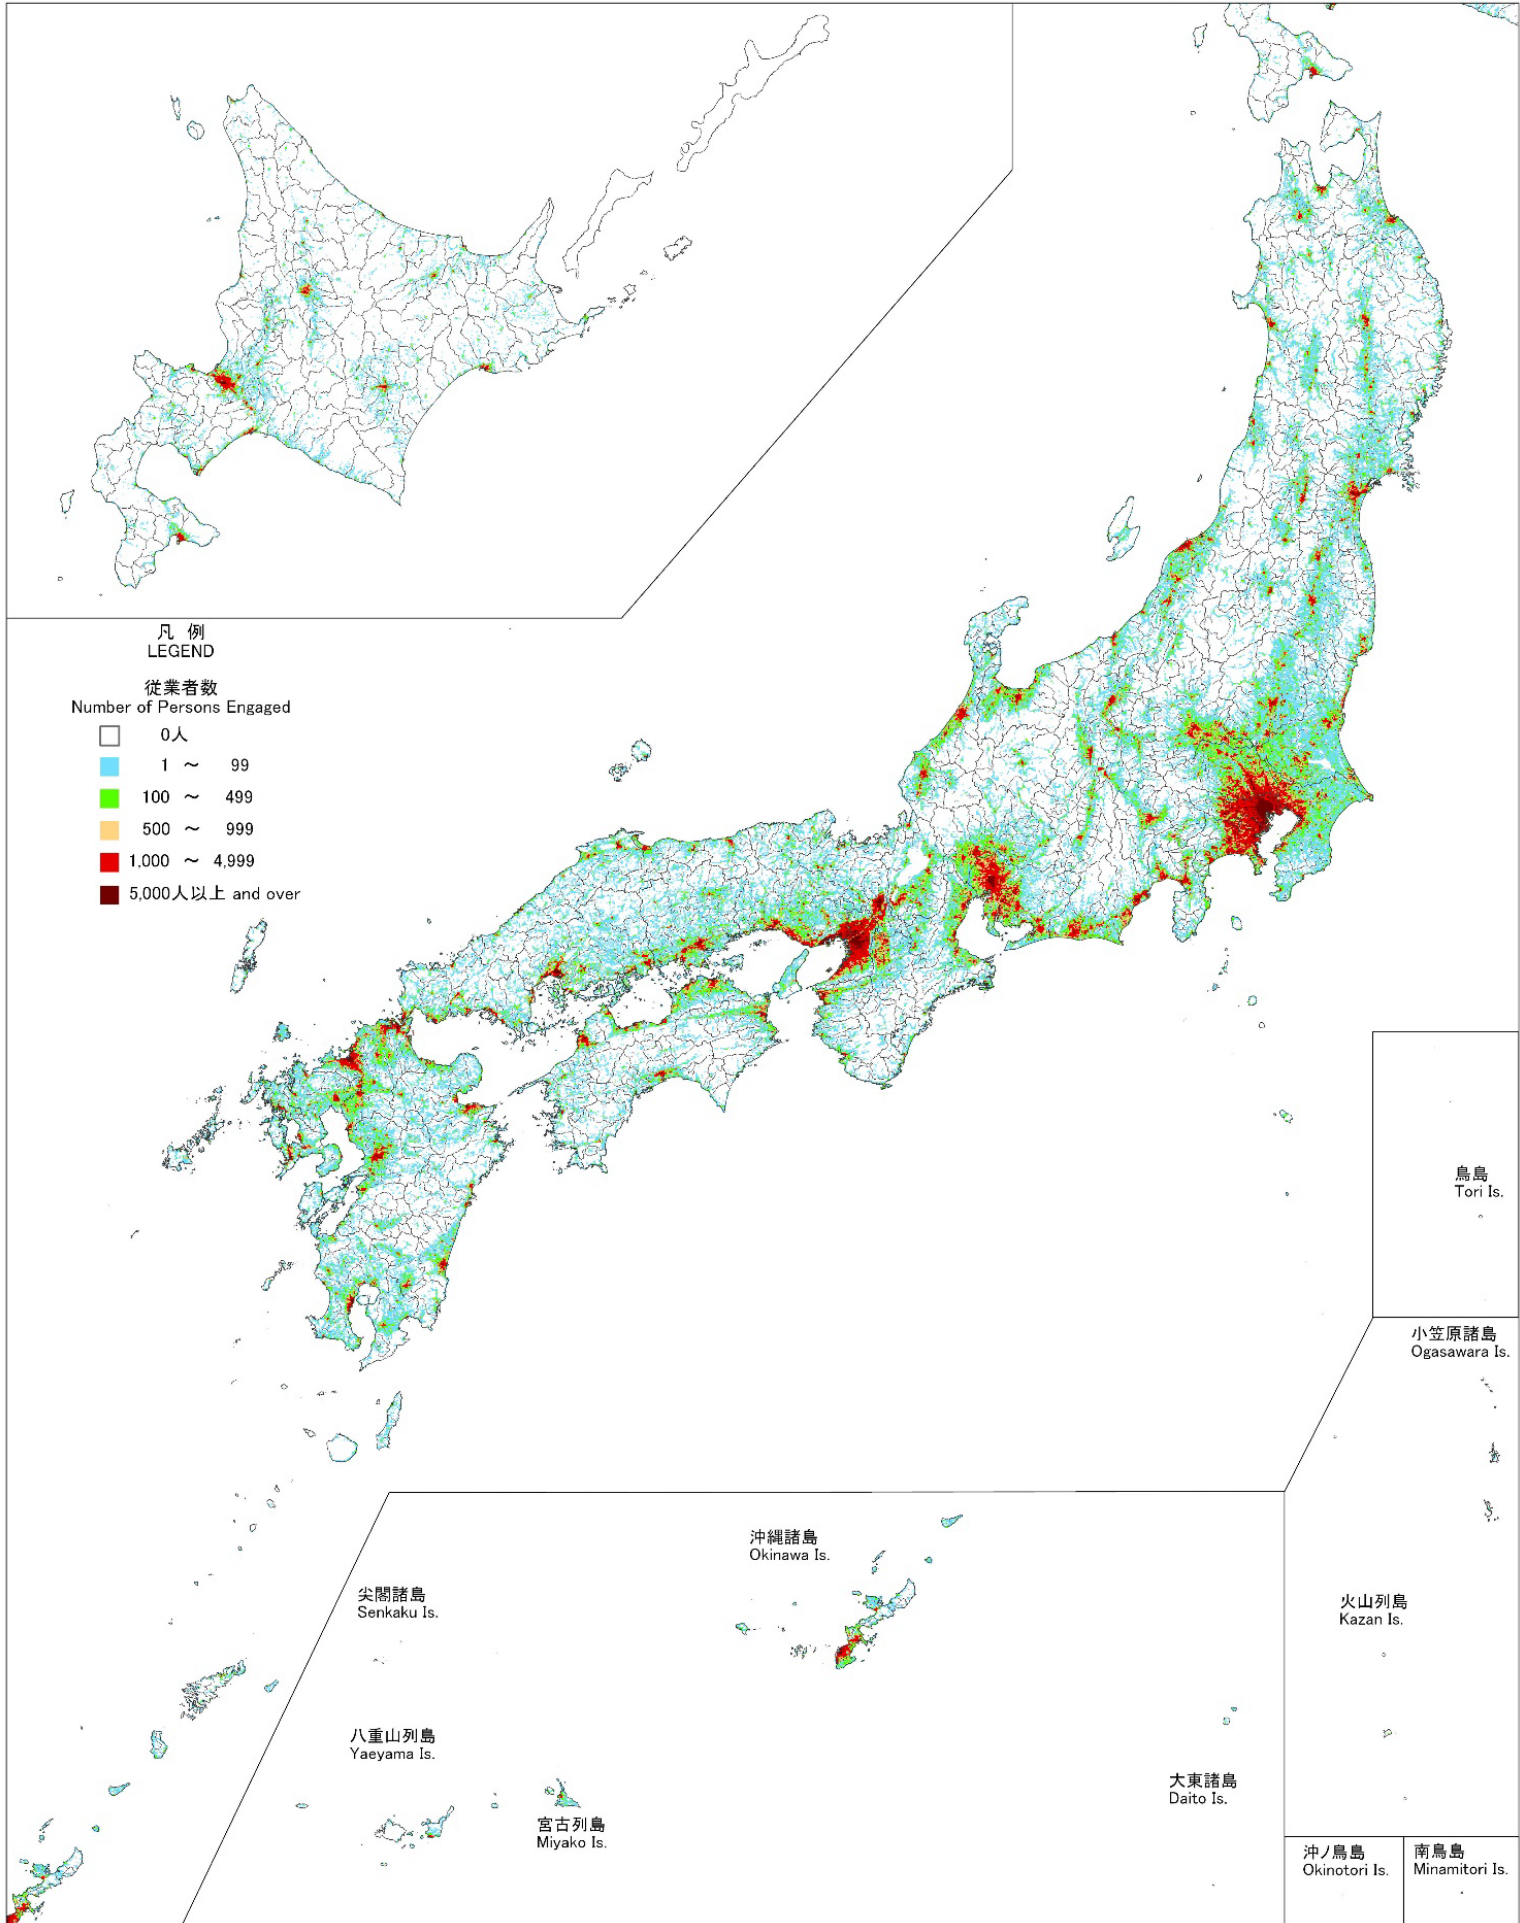 凡 例
LEGEND
従業者数
Number of Persons Engaged
0人
1 ～ 99
100 ～ 499
500 ～ 999
1,000 ～ 4,999
5,000人以上 and over
鳥島
Tori Is.
小笠原諸島
Ogasawara Is.
沖縄諸島
Okinawa Is.
尖閣諸島
Senkaku Is.
火山列島
Kazan Is.
八重山列島
Yaeyama Is.
大東諸島
Daito Is.
宮古列島
Miyako Is.
沖ノ鳥島
Okinotori Is.
南鳥島
Minamitori Is.